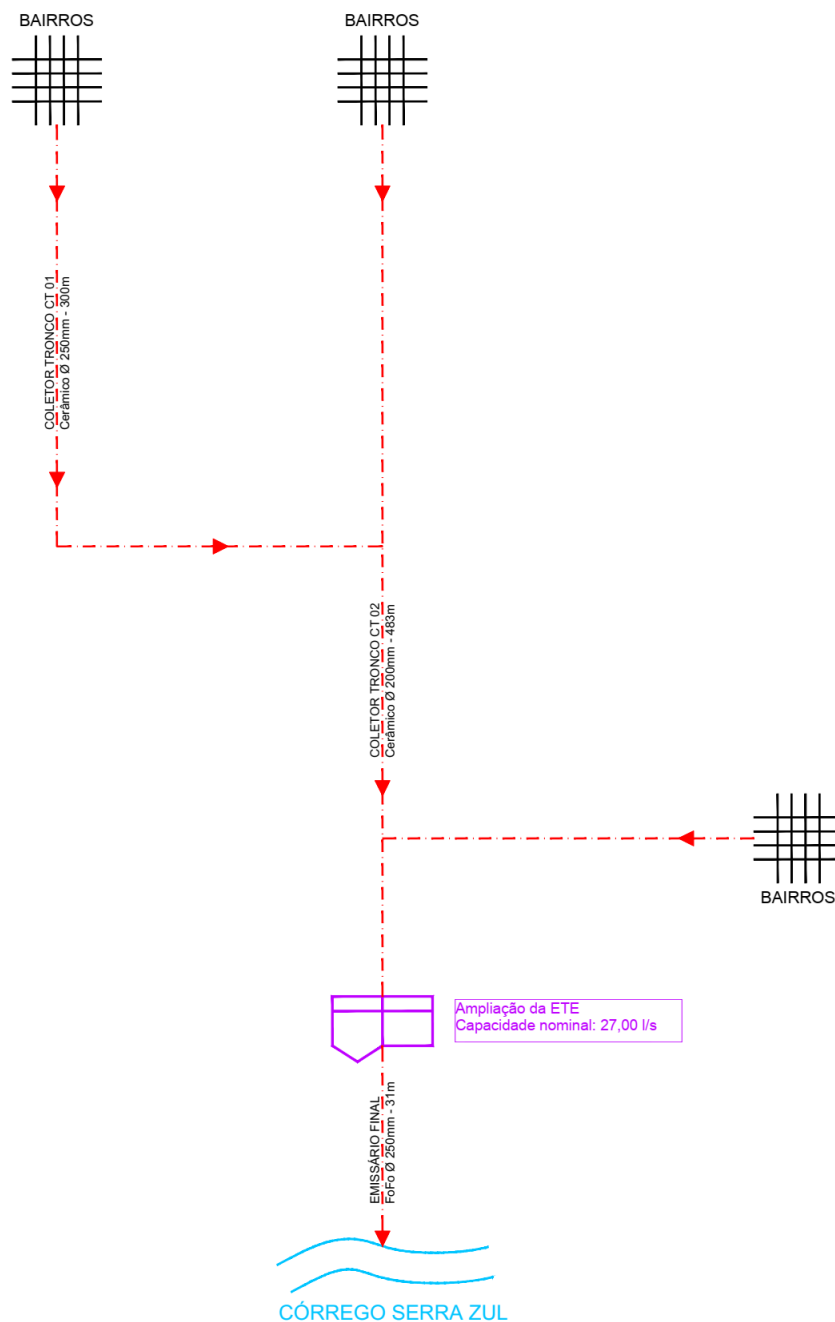 BAIRROS
BAIRROS
COLETOR TRONCO CT 01
Cerâmico Ø 250mm - 300m
COLETOR TRONCO CT 02
Cerâmico Ø 200mm - 483m
BAIRROS
Ampliação da ETE
Capacidade nominal: 27,00 l/s
EMISSÁRIO FINAL
FoFo Ø 250mm - 31m
CÓRREGO SERRA ZUL